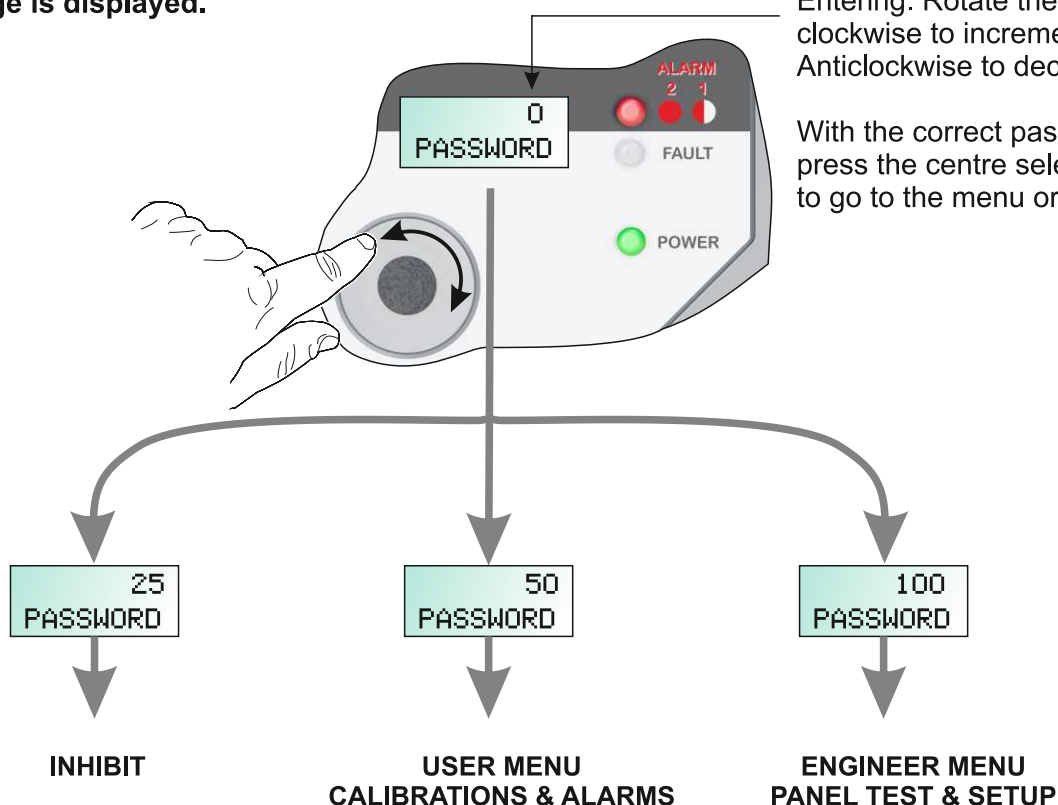 ge is displayed.
Entering: Rotate the
clockwise to increme
Anticlockwise to dec
With the correct pas
press the centre sele
to go to the menu or
ALARM
2 1
0
PASSWORD
FAULT
POWER
25
PASSWORD
50
PASSWORD
100
PASSWORD
INHIBIT
USER MENU
CALIBRATIONS & ALARMS
ENGINEER MENU
PANEL TEST & SETUP